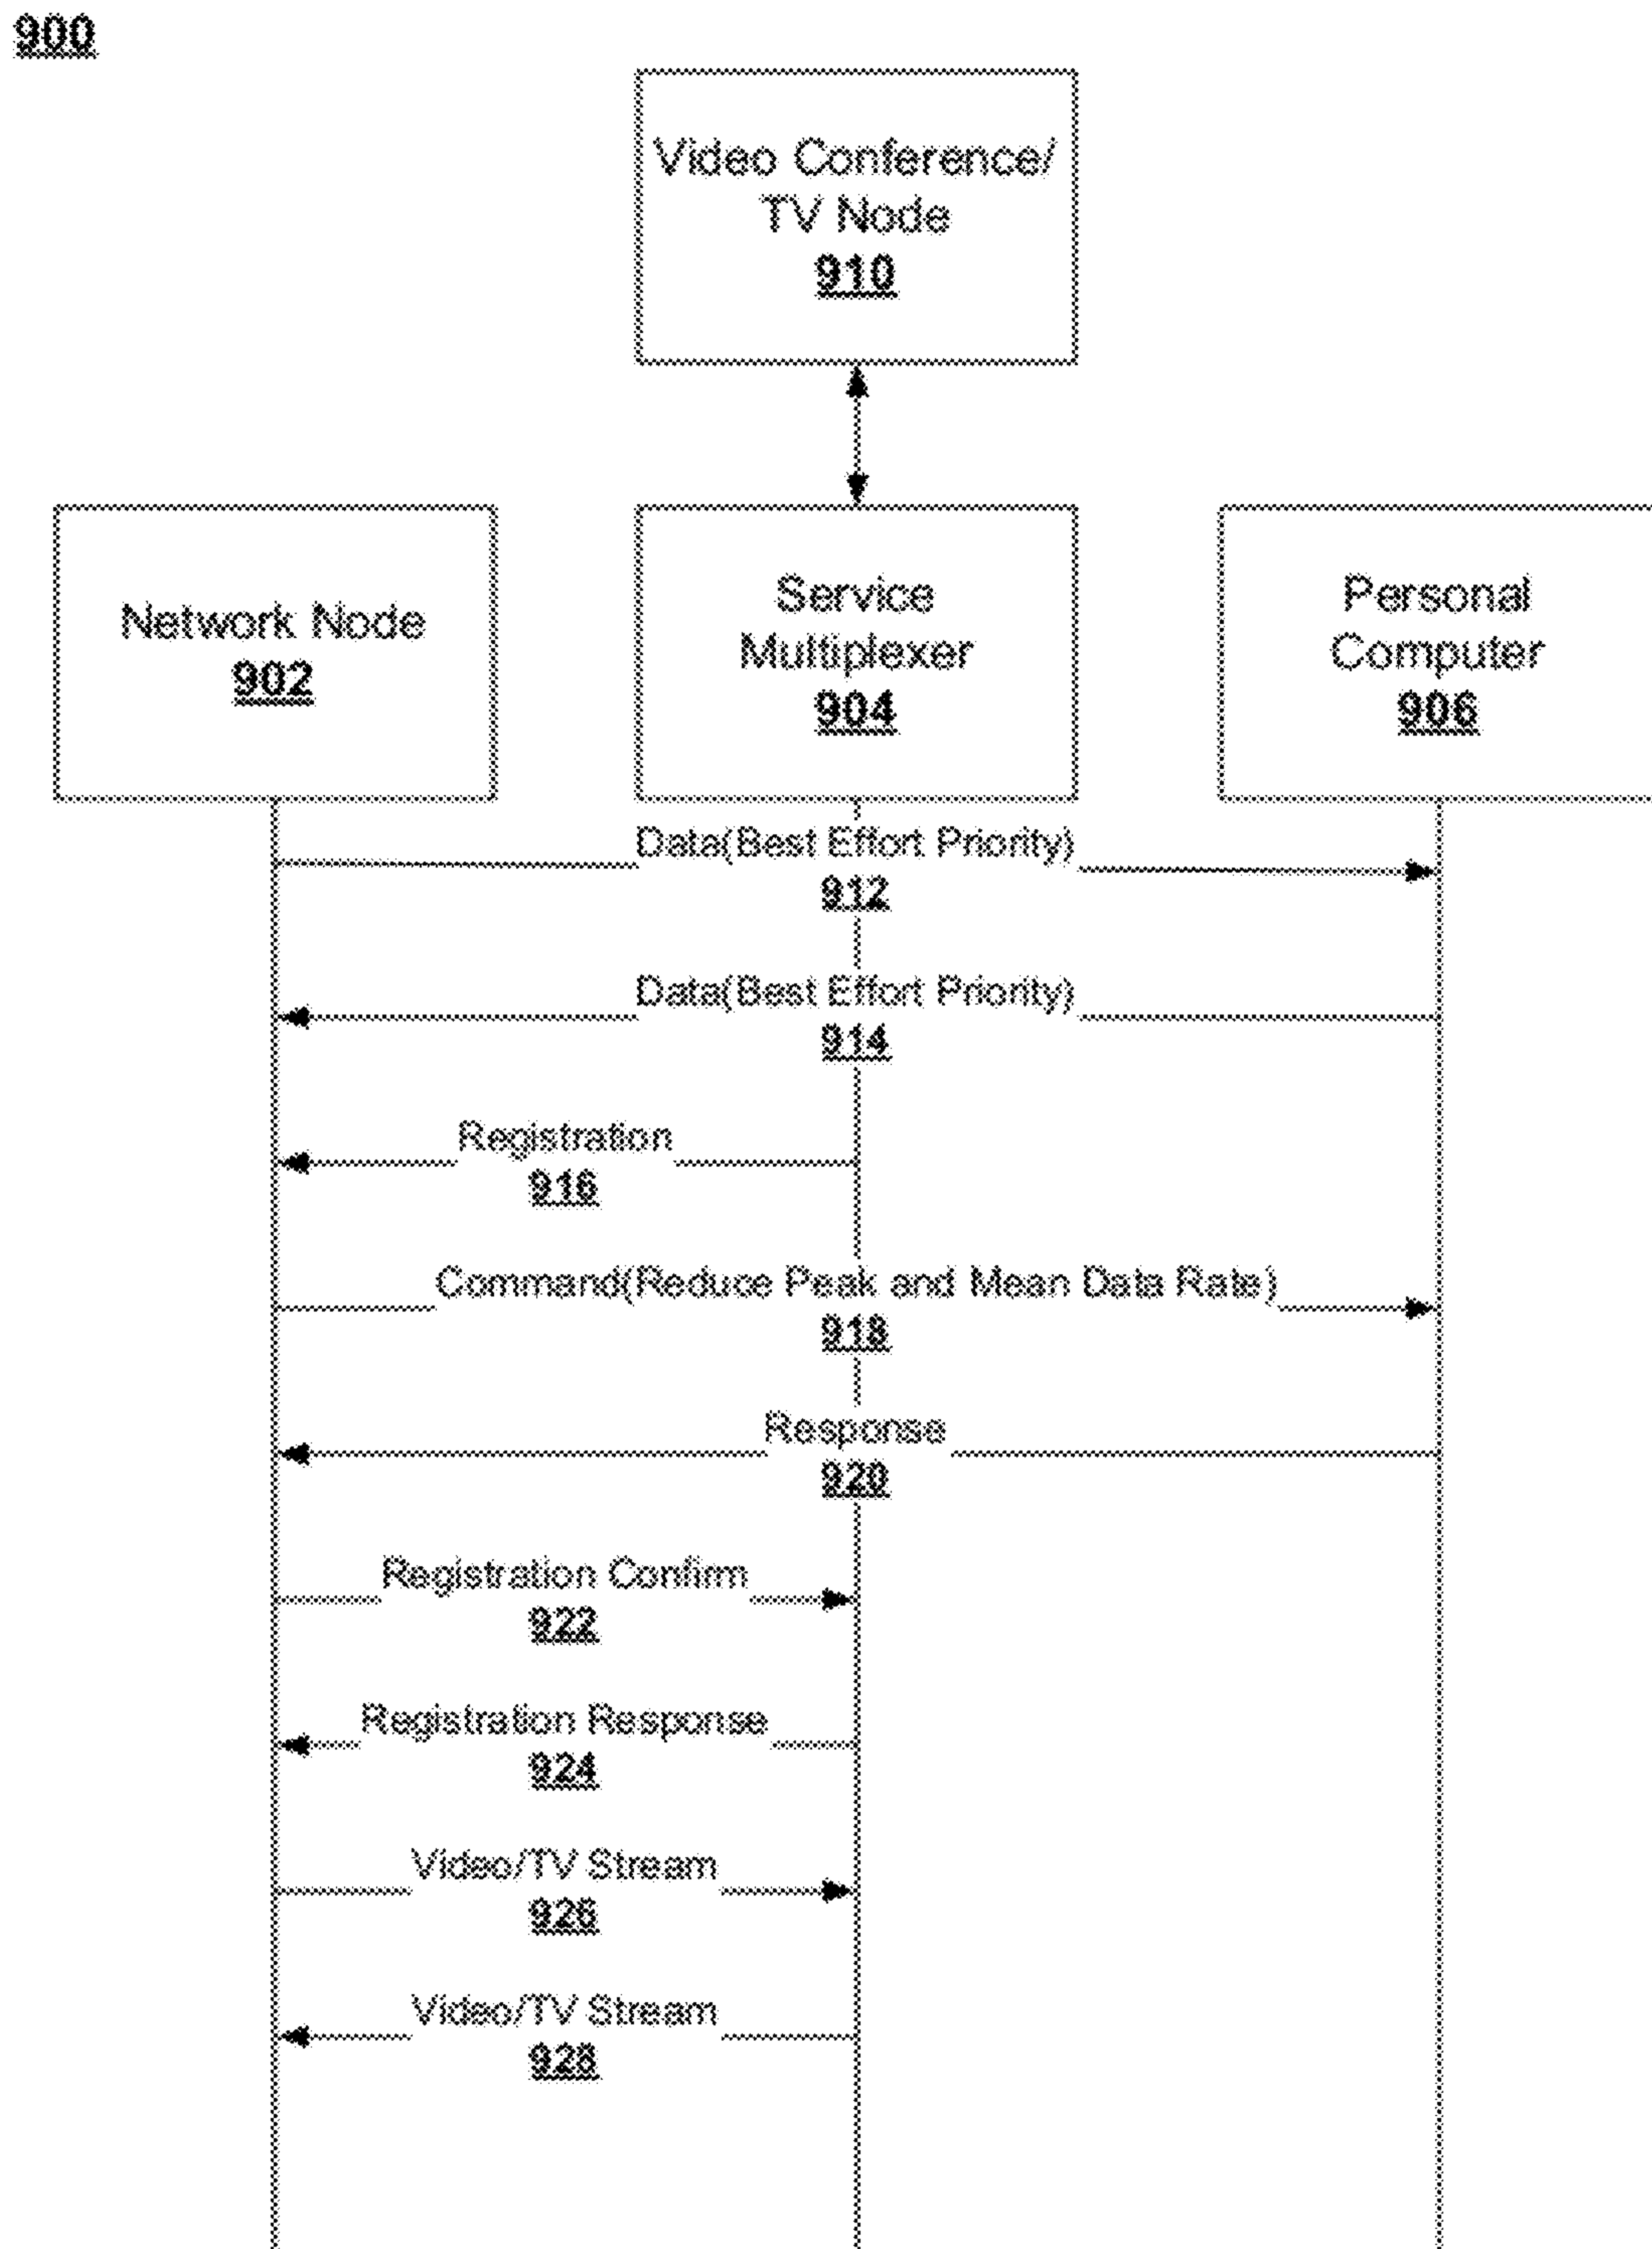 900
Video Conference/
TV Node
910
Network Node
902
Service
Multiplexer
904
Personal
Computer
906
Data(Best Effort Priority)
912
Data(Best Effort Priority)
914
Registration
916
Command(Reduce Peak and Mean Data Rate)
918
Response
920
Registration Confirm
922
Registration Response
924
Video/TV Stream
926
Video/TV Stream
928